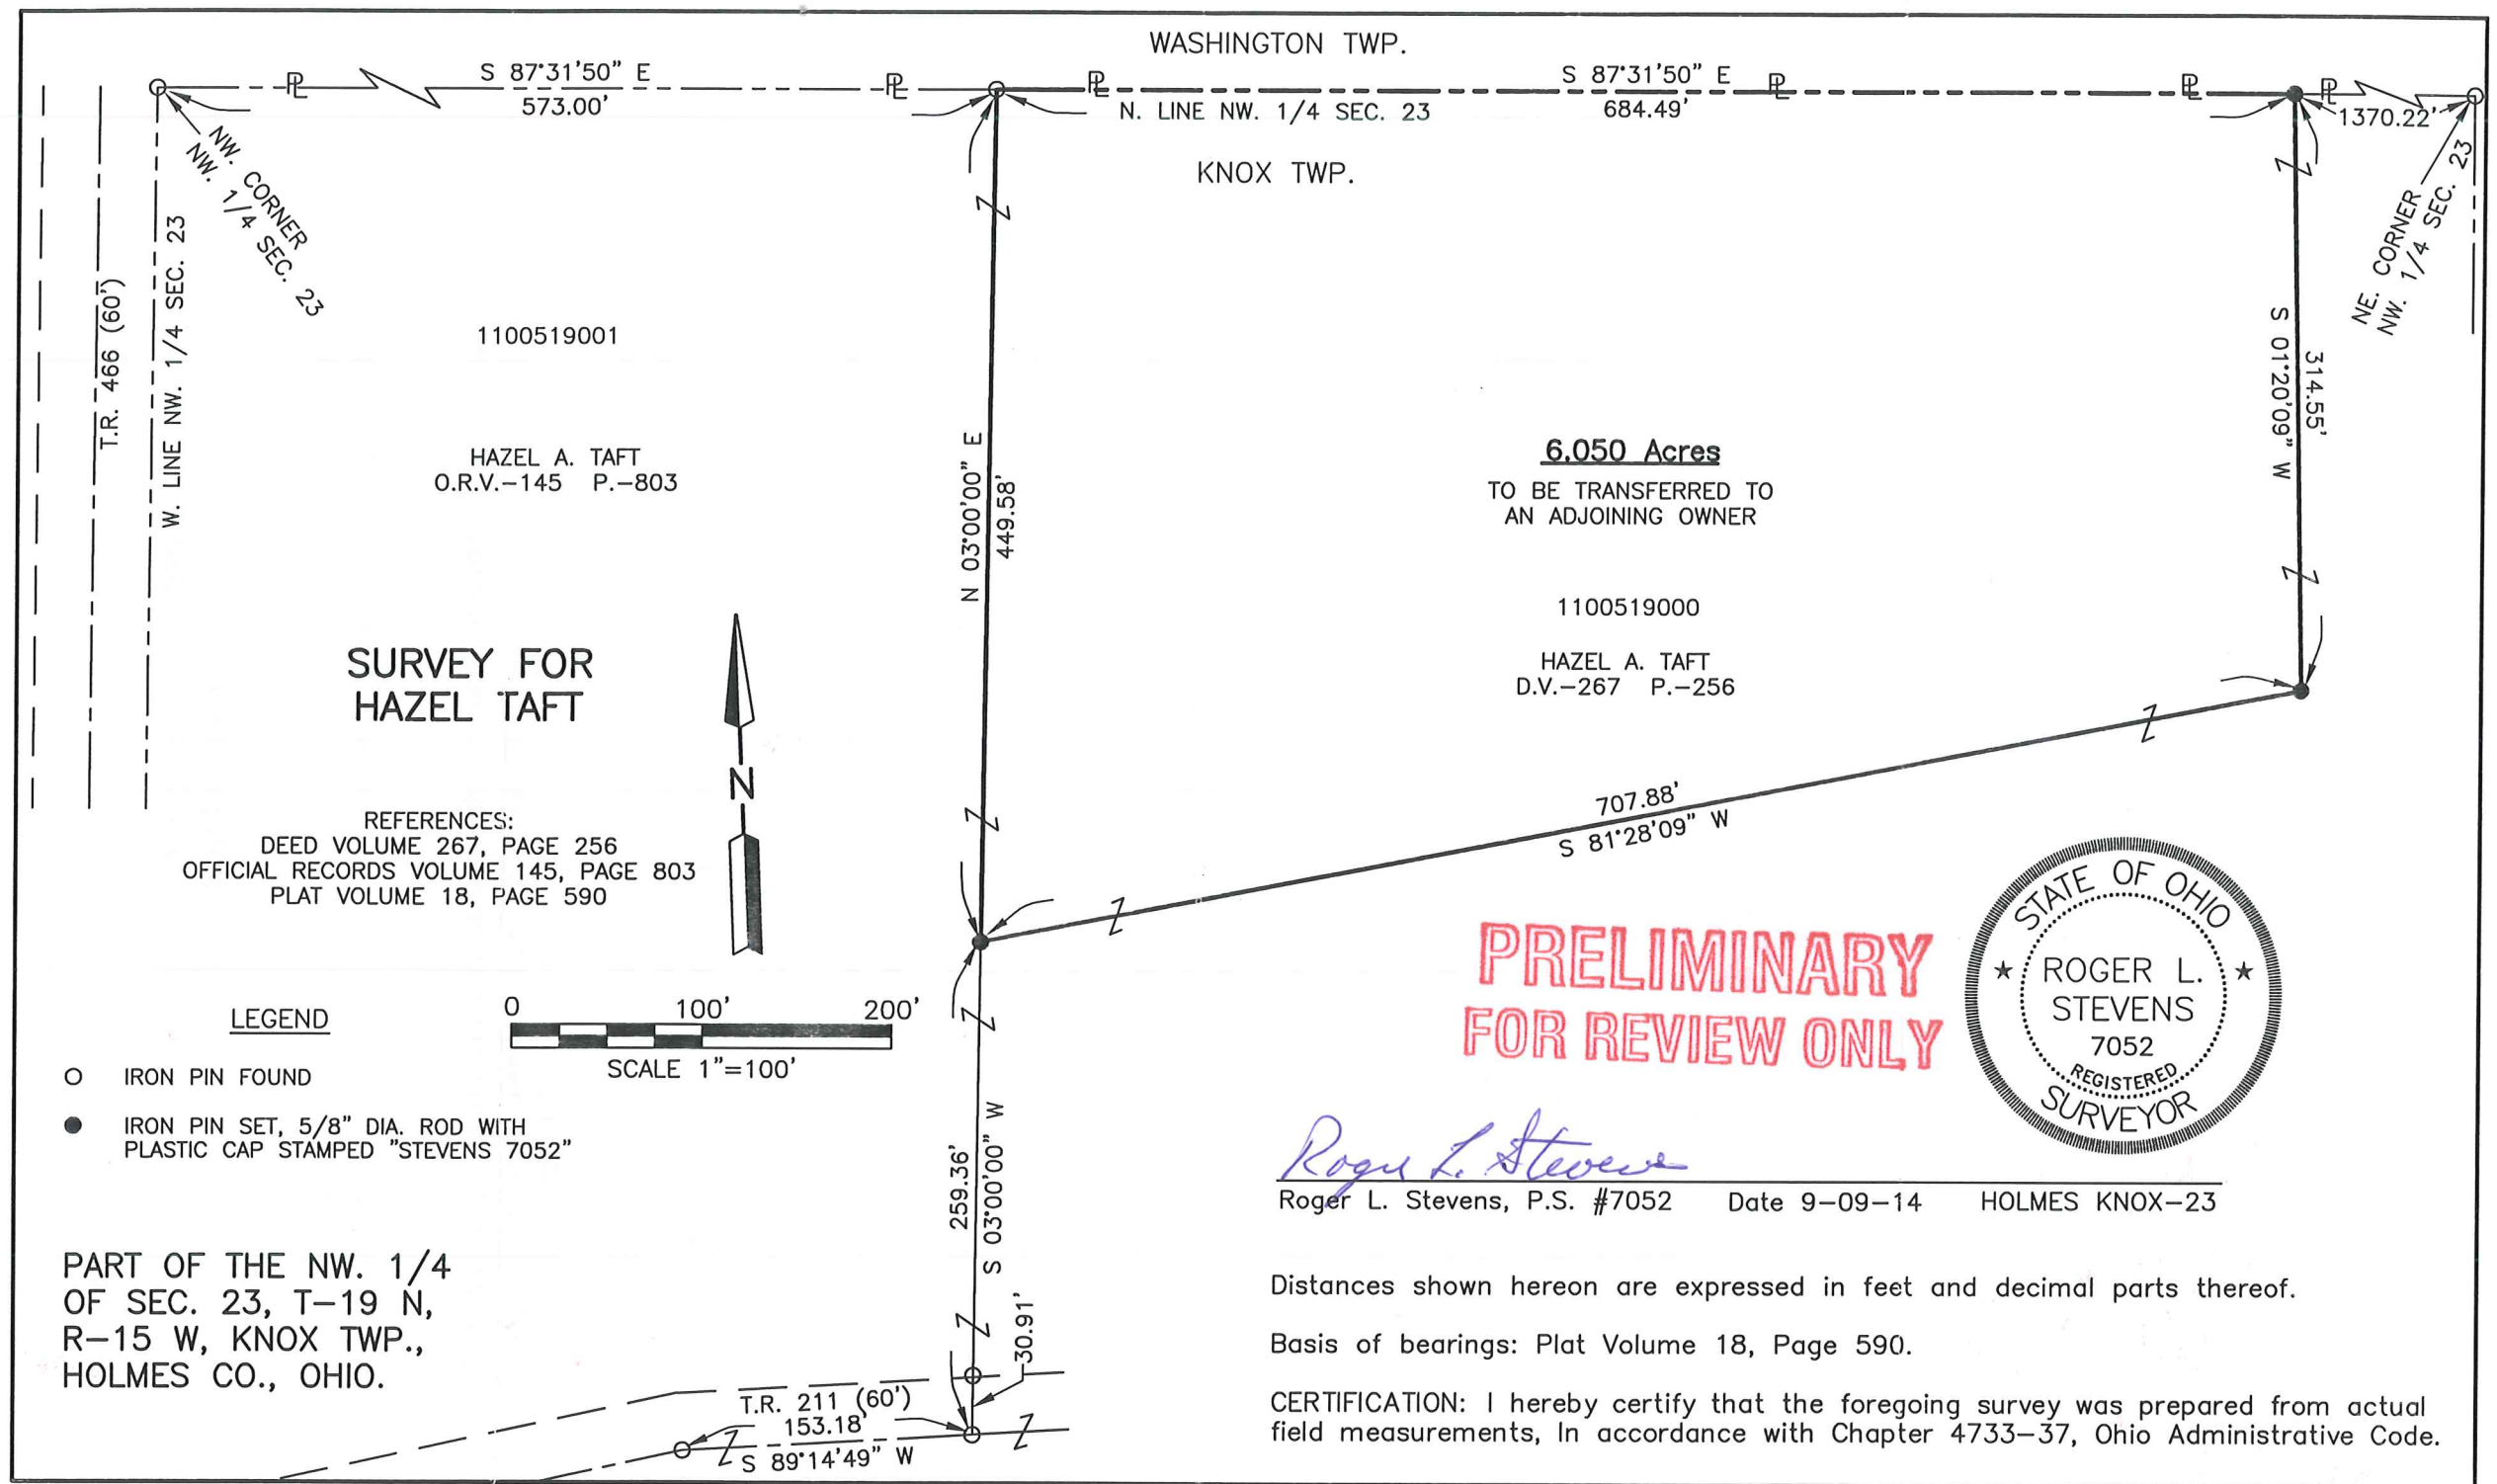 WASHINGTON TWP.
S 87°31'50" E
573.00'
S 87°31'50" E
N. LINE NW. 1/4 SEC. 23
684.49'
1370.22'
KNOX TWP.
NW. CORNER
NW. 1/4 SEC. 23
NE. CORNER
NW. 1/4 SEC. 23
T.R. 466 (60')
W. LINE NW. 1/4 SEC. 23
1100519001
HAZEL A. TAFT
O.R.V.-145 P.-803
N 03°00'00" E
449.58'
6.050 Acres
TO BE TRANSFERRED TO
AN ADJOINING OWNER
1100519000
HAZEL A. TAFT
D.V.-267 P.-256
314.55'
S 01°20'09" W
SURVEY FOR
HAZEL TAFT
N
REFERENCES:
DEED VOLUME 267, PAGE 256
OFFICIAL RECORDS VOLUME 145, PAGE 803
PLAT VOLUME 18, PAGE 590
707.88'
S 81°28'09" W
LEGEND
IRON PIN FOUND
IRON PIN SET, 5/8" DIA. ROD WITH
PLASTIC CAP STAMPED "STEVENS 7052"
0 100' 200'
SCALE 1"=100'
PRELIMINARY
FOR REVIEW ONLY
STATE OF OHIO
ROGER L.
STEVENS
7052
REGISTERED
SURVEYOR
259.36'
S 03°00'00" W
30.91'
Roger L. Stevens
Roger L. Stevens, P.S. #7052 Date 9-09-14 HOLMES KNOX-23
PART OF THE NW. 1/4
OF SEC. 23, T-19 N,
R-15 W, KNOX TWP.,
HOLMES CO., OHIO.
T.R. 211 (60')
153.18'
S 89°14'49" W
Distances shown hereon are expressed in feet and decimal parts thereof.
Basis of bearings: Plat Volume 18, Page 590.
CERTIFICATION: I hereby certify that the foregoing survey was prepared from actual
field measurements, In accordance with Chapter 4733-37, Ohio Administrative Code.